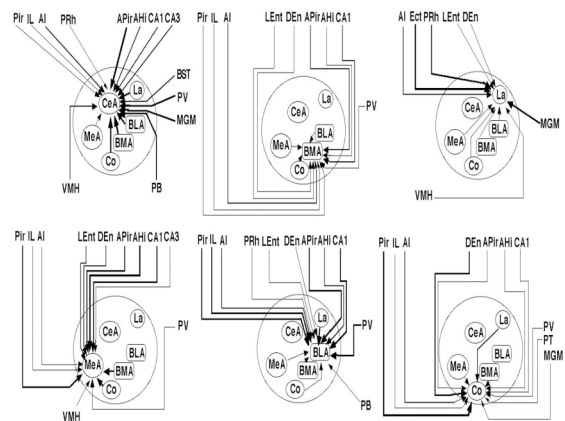 Pir IL AI PRh APir AHi CA1 CA3
BST
PV
MGM
PB
VMH
CeA La
BLA
MeA BMA
Co
Pir IL AI LEnt DEn APir AHi CA1
PV
CeA La
BLA
MeA BMA
Co
AI Ect PRh LEnt DEn
La
CeA
MGM
BLA
MeA BMA
Co
VMH
Pir IL AI LEnt DEn APir AHi CA1 CA3
PV
CeA La
BLA
MeA BMA
Co
VMH
Pir IL AI PRh LEnt DEn APir AHi CA1
PV
CeA La
BLA
MeA BMA
Co
PB
Pir IL AI DEn APir AHi CA1
PV
PT
MGM
CeA La
BLA
MeA BMA
Co